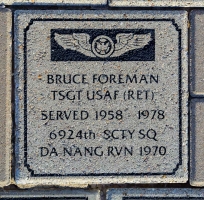 BRUCE FOREMAN
TSGT USAF (RET)
SERVED 1958 - 1978
6924th SCTY SQ
DA NANG RVN 1970